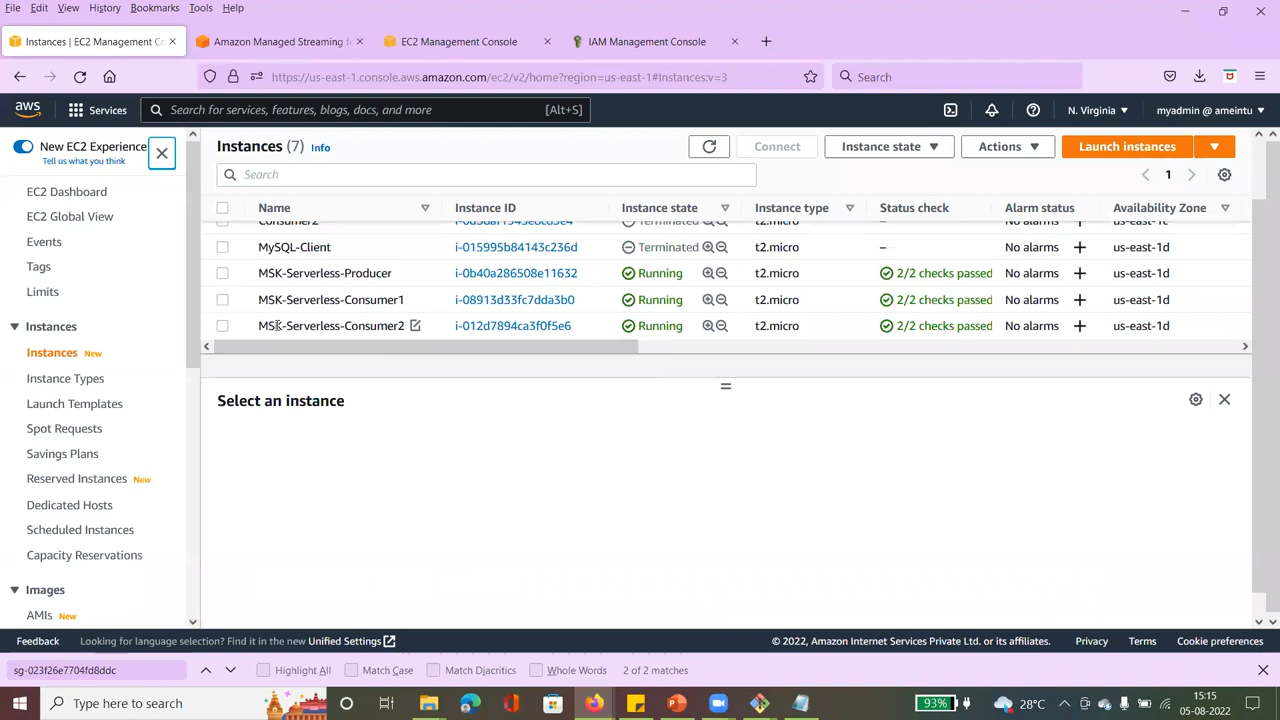 File Edit View History Bookmarks Tools Help
Instances | EC2 Management Co
Amazon Managed Streaming f
EC2 Management Console
IAM Management Console
https://us-east-1.console.aws.amazon.com/ec2/v2/home?region=us-east-1#Instances:v=3
Search
aws Services Search for services, features, blogs, docs, and more [Alt+S] N. Virginia myadmin @ ameintu
New EC2 Experience
Tell us what you think
EC2 Dashboard
EC2 Global View
Events
Tags
Limits
Instances
Instances New
Instance Types
Launch Templates
Spot Requests
Savings Plans
Reserved Instances New
Dedicated Hosts
Scheduled Instances
Capacity Reservations
Images
AMIs New
Instances (7) Info Connect Instance state Actions Launch instances
Search 1
Name Instance ID Instance state Instance type Status check Alarm status Availability Zone
Consumer2 Terminated t2.micro – No alarms + us-east-1d
MySQL-Client i-015995b84143c236d Terminated t2.micro – No alarms + us-east-1d
MSK-Serverless-Producer i-0b40a286508e11632 Running t2.micro 2/2 checks passed No alarms + us-east-1d
MSK-Serverless-Consumer1 i-08913d33fc7dda3b0 Running t2.micro 2/2 checks passed No alarms + us-east-1d
MSK-Serverless-Consumer2 i-012d7894ca3f0f5e6 Running t2.micro 2/2 checks passed No alarms + us-east-1d
Select an instance
Feedback Looking for language selection? Find it in the new Unified Settings © 2022, Amazon Internet Services Private Ltd. or its affiliates. Privacy Terms Cookie preferences
sg-023f26e7704fd8ddc Highlight All Match Case Match Diacritics Whole Words 2 of 2 matches
Type here to search 93% 28°C 15:15
05-08-2022